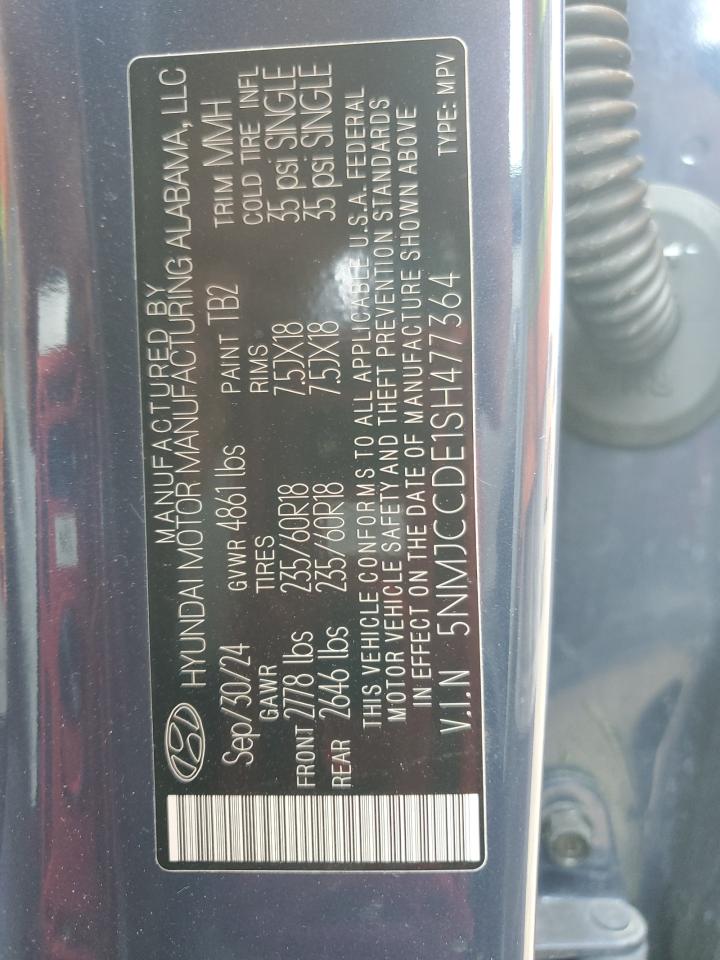 MANUFACTURED BY
HYUNDAI MOTOR MANUFACTURING ALABAMA, LLC
Sep/30/24 GVWR 4861 lbs PAINT TB2 TRIM MMH
GAWR TIRES RIMS COLD TIRE INFL
FRONT 2778 lbs 235/60R18 7.5JX18 35 psi SINGLE
REAR 2646 lbs 235/60R18 7.5JX18 35 psi SINGLE
THIS VEHICLE CONFORMS TO ALL APPLICABLE U.S.A. FEDERAL
MOTOR VEHICLE SAFETY AND THEFT PREVENTION STANDARDS
IN EFFECT ON THE DATE OF MANUFACTURE SHOWN ABOVE
V.I.N 5NMJCCDE1SH477364 TYPE: MPV